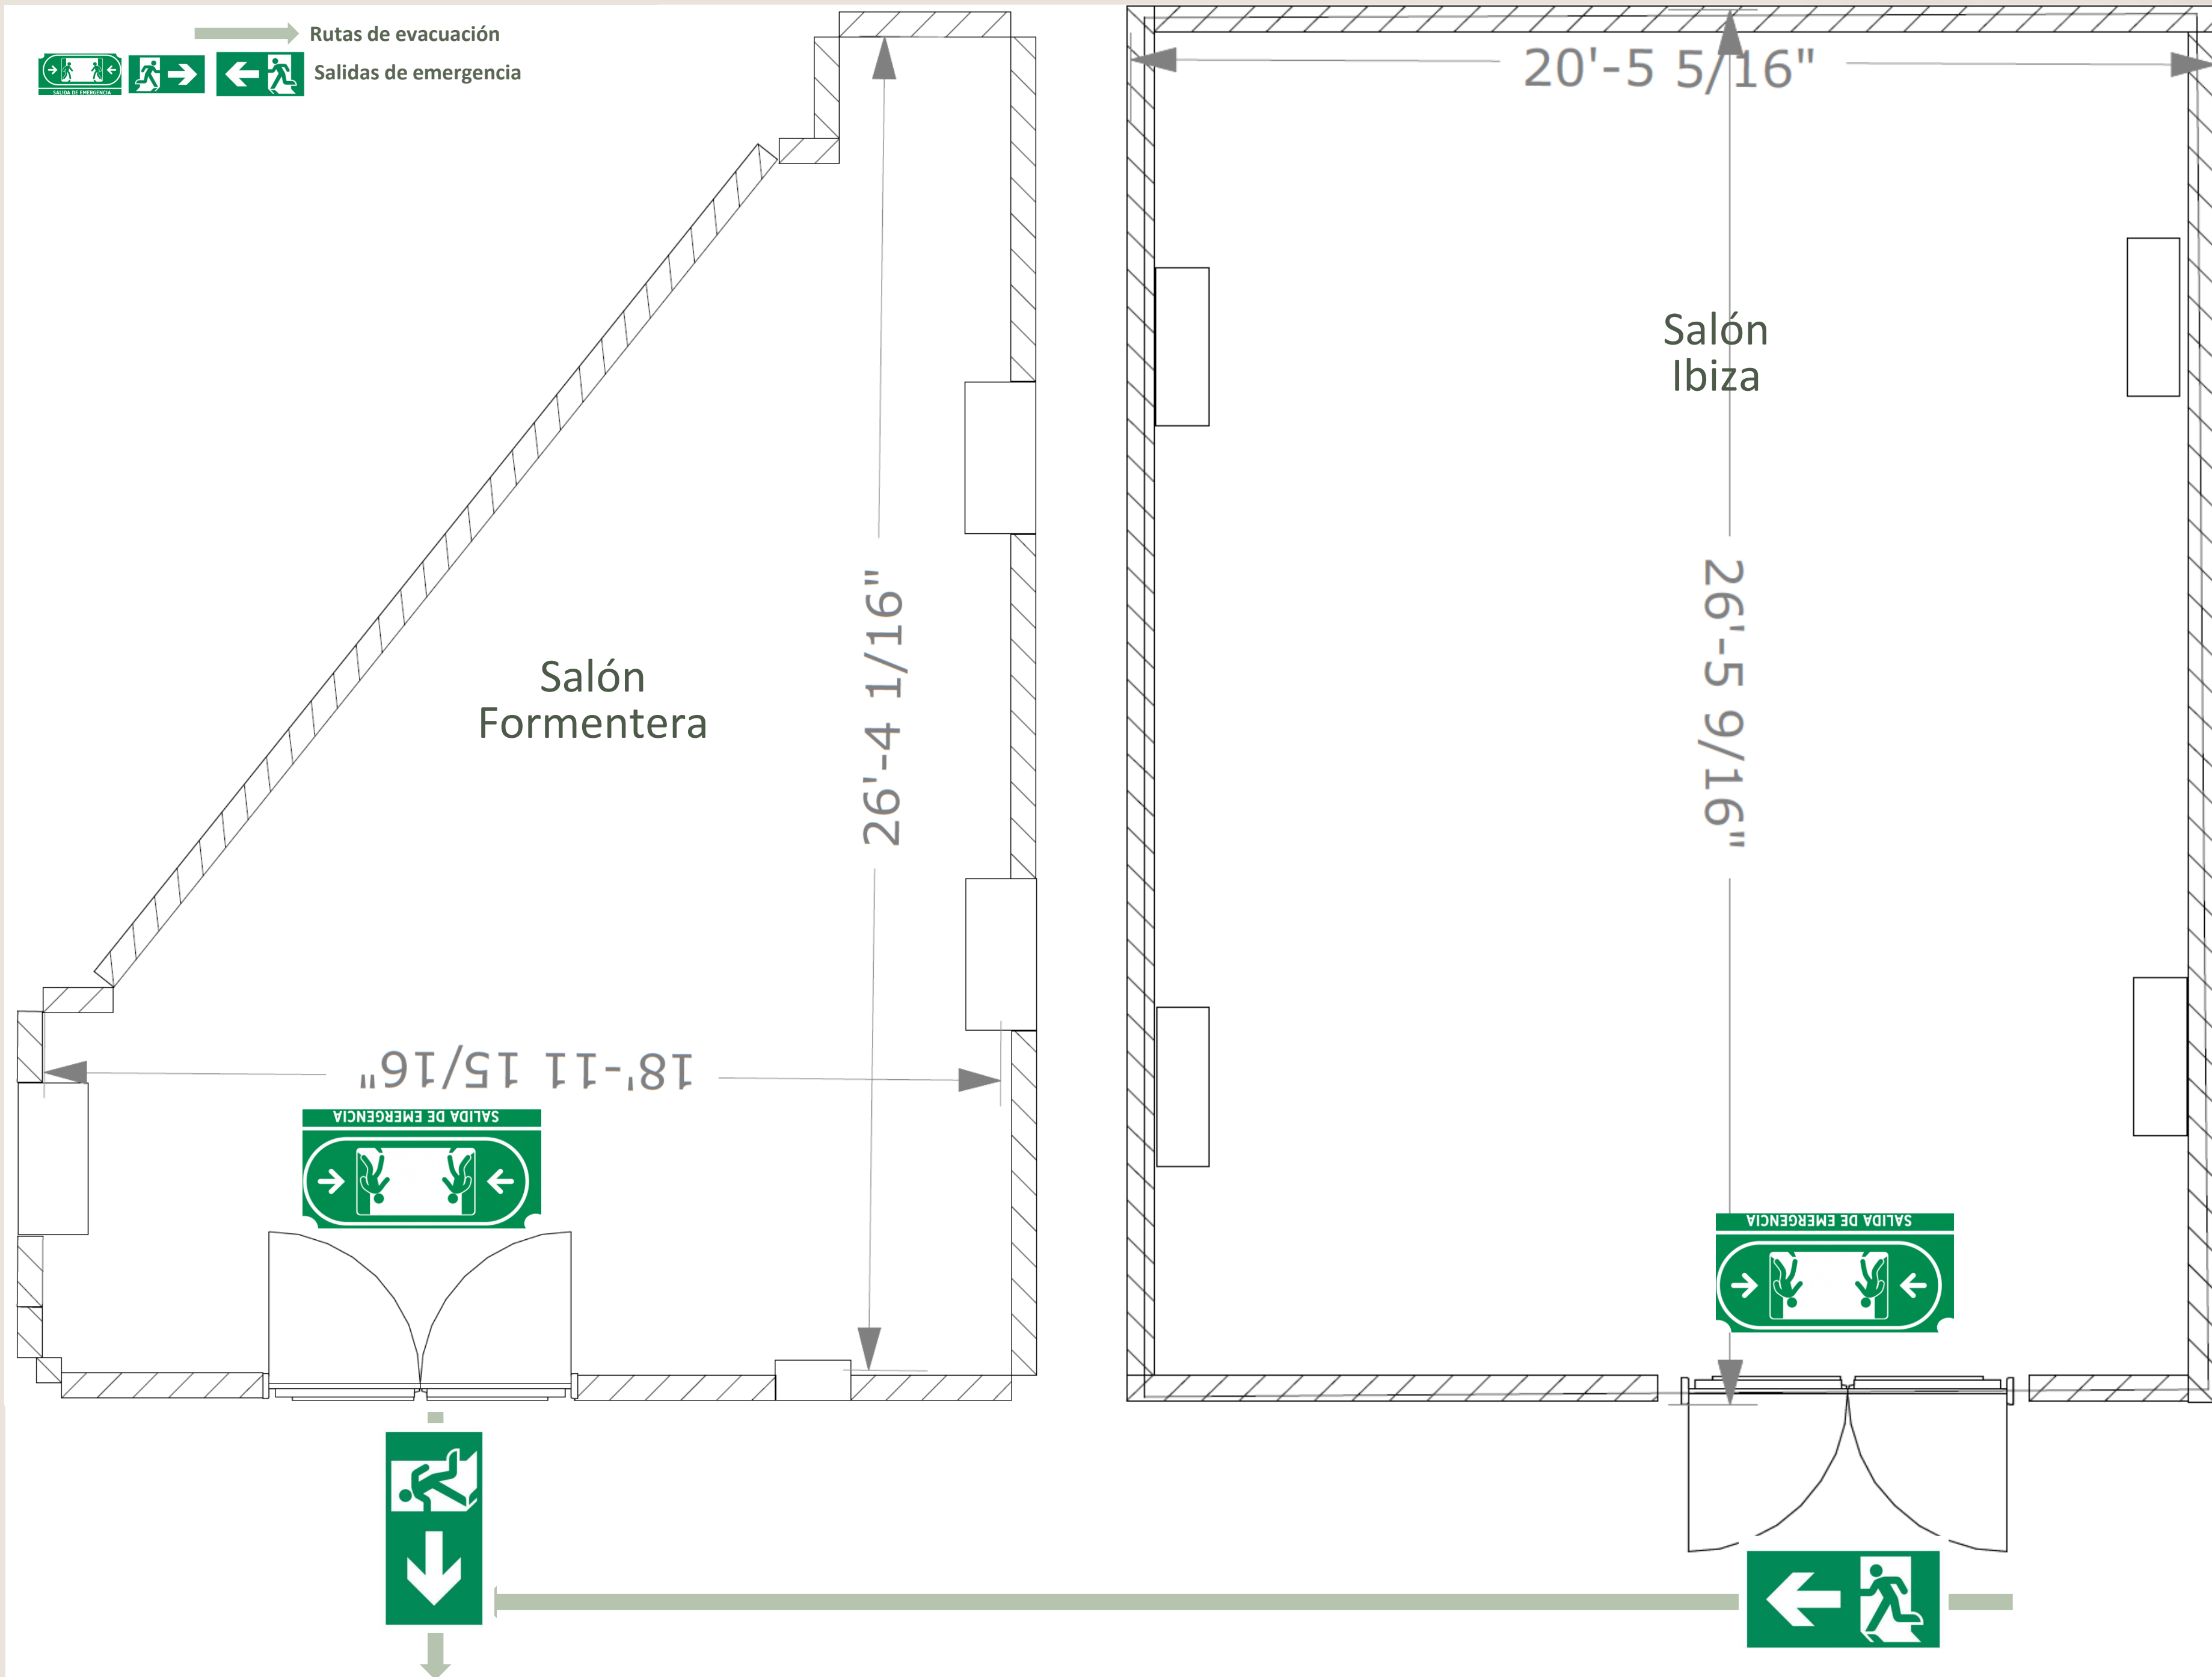 Rutas de evacuación
SALIDA DE EMERGENCIA
Salidas de emergencia
20'-5 5/16"
Salón
Ibiza
26'-5 9/16"
Salón
Formentera
26'-4 1/16"
18'-11 15/16"
SALIDA DE EMERGENCIA
SALIDA DE EMERGENCIA